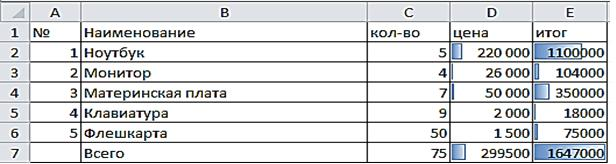 A B C D E
1 № Наименование кол-во цена итог
2 1 Ноутбук 5 220 000 1100000
3 2 Монитор 4 26 000 104000
4 3 Материнская плата 7 50 000 350000
5 4 Клавиатура 9 2 000 18000
6 5 Флешкарта 50 1 500 75000
7 Всего 75 299500 1647000